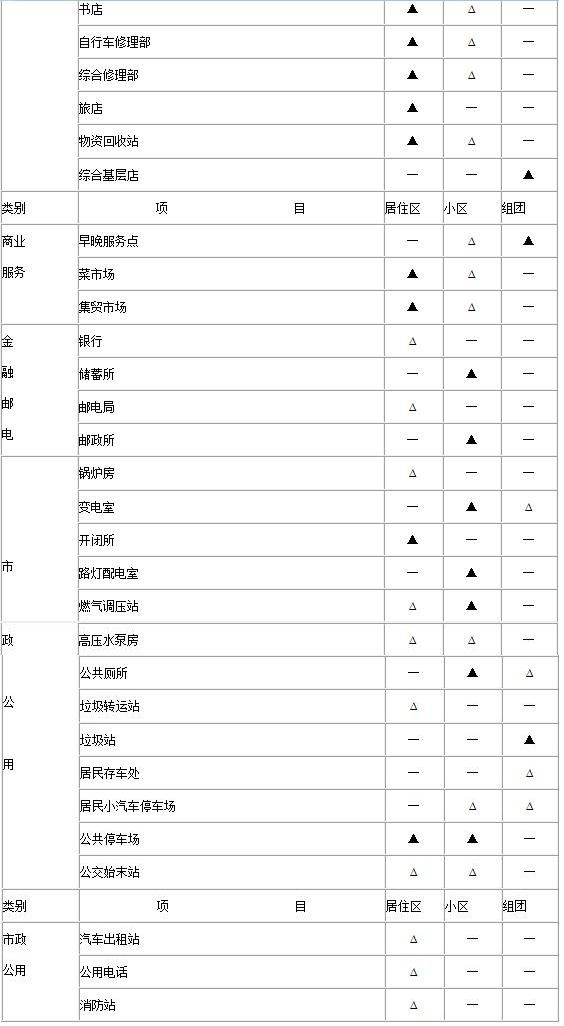 书店 ▲ △ —
自行车修理部 ▲ △ —
综合修理部 ▲ △ —
旅店 ▲ — —
物资回收站 ▲ △ —
综合基层店 — — ▲
类别 项 目 居住区 小区 组团
商业 早晚服务点 — △ ▲
服务 菜市场 ▲ △ —
集贸市场 ▲ △ —
金 银行 △ — —
融 储蓄所 — ▲ —
邮 邮电局 △ — —
电 邮政所 — ▲ —
锅炉房 △ — —
变电室 — ▲ △
开闭所 ▲ — —
市 路灯配电室 — ▲ —
燃气调压站 △ ▲ —
政 高压水泵房 △ △ —
公共厕所 — ▲ △
公 垃圾转运站 △ — —
垃圾站 — — ▲
用 居民存车处 — — △
居民小汽车停车场 — △ △
公共停车场 ▲ ▲ —
公交始末站 △ △ —
类别 项 目 居住区 小区 组团
市政 汽车出租站 △ — —
公用 公用电话 △ — —
消防站 △ — —